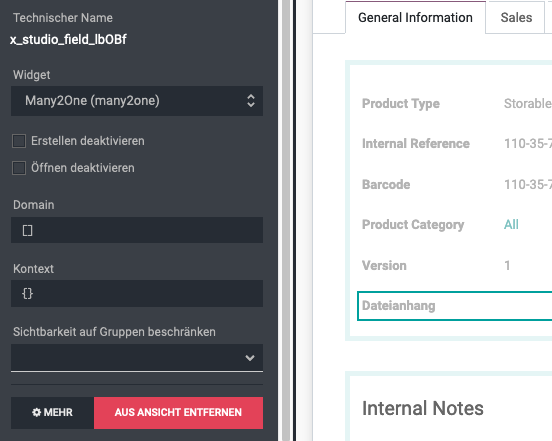 Technischer Name
x_studio_field_lbOBf
Widget
Many2One (many2one)
Erstellen deaktivieren
Öffnen deaktivieren
Domain
[]
Kontext
{}
Sichtbarkeit auf Gruppen beschränken
MEHR
AUS ANSICHT ENTFERNEN
General Information
Sales
Product Type
Storable
Internal Reference
110-35-7
Barcode
110-35-7
Product Category
All
Version
1
Dateianhang
Internal Notes